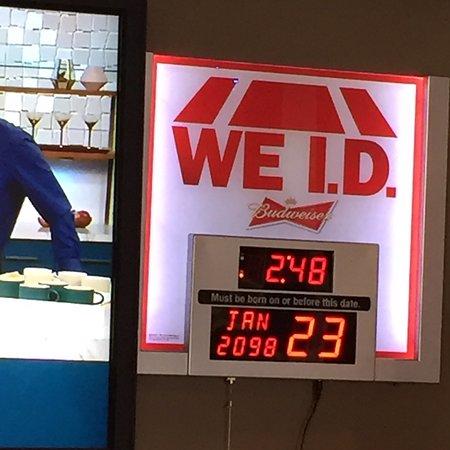 WE I.D.
Budweiser
2:48
Must be born on or before this date.
JAN 23
2098